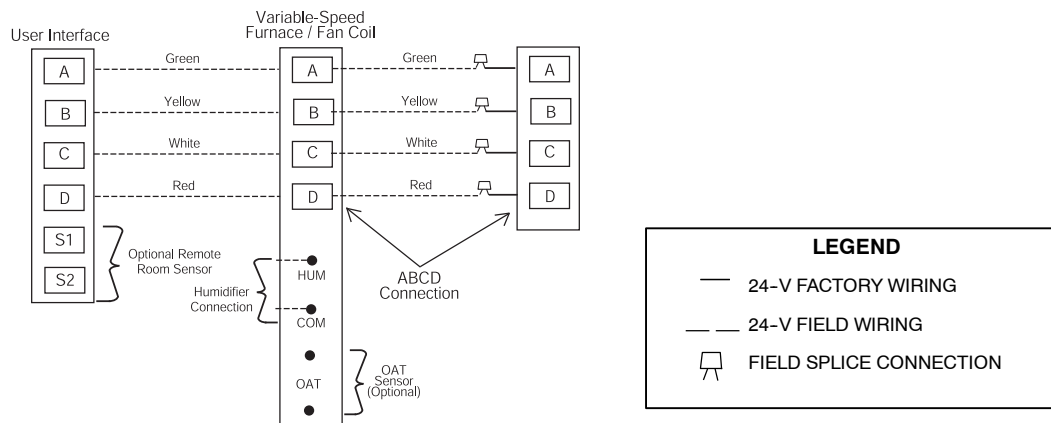 User Interface
A
B
C
D
S1
S2
Green
Yellow
White
Red
Optional Remote
Room Sensor
Variable-Speed
Furnace / Fan Coil
A
B
C
D
HUM
COM
OAT
Humidifier
Connection
OAT
Sensor
(Optional)
Green
Yellow
White
Red
ABCD
Connection
A
B
C
D
LEGEND
24-V FACTORY WIRING
24-V FIELD WIRING
FIELD SPLICE CONNECTION